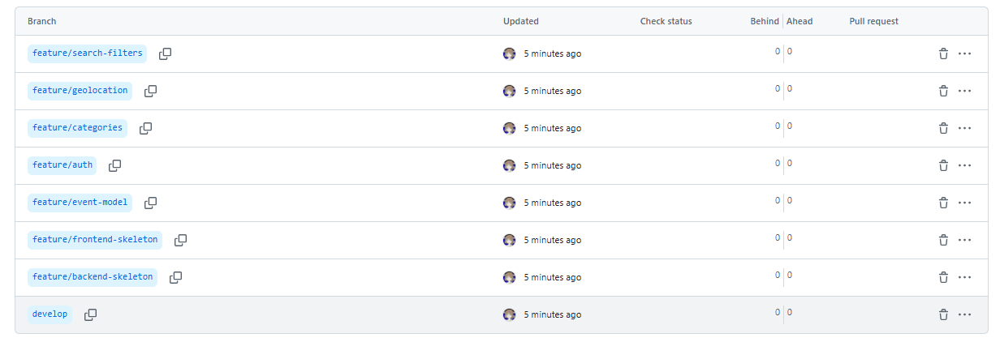 Branch Updated Check status Behind Ahead Pull request
feature/search-filters 5 minutes ago 0 0
feature/geolocation 5 minutes ago 0 0
feature/categories 5 minutes ago 0 0
feature/auth 5 minutes ago 0 0
feature/event-model 5 minutes ago 0 0
feature/frontend-skeleton 5 minutes ago 0 0
feature/backend-skeleton 5 minutes ago 0 0
develop 5 minutes ago 0 0